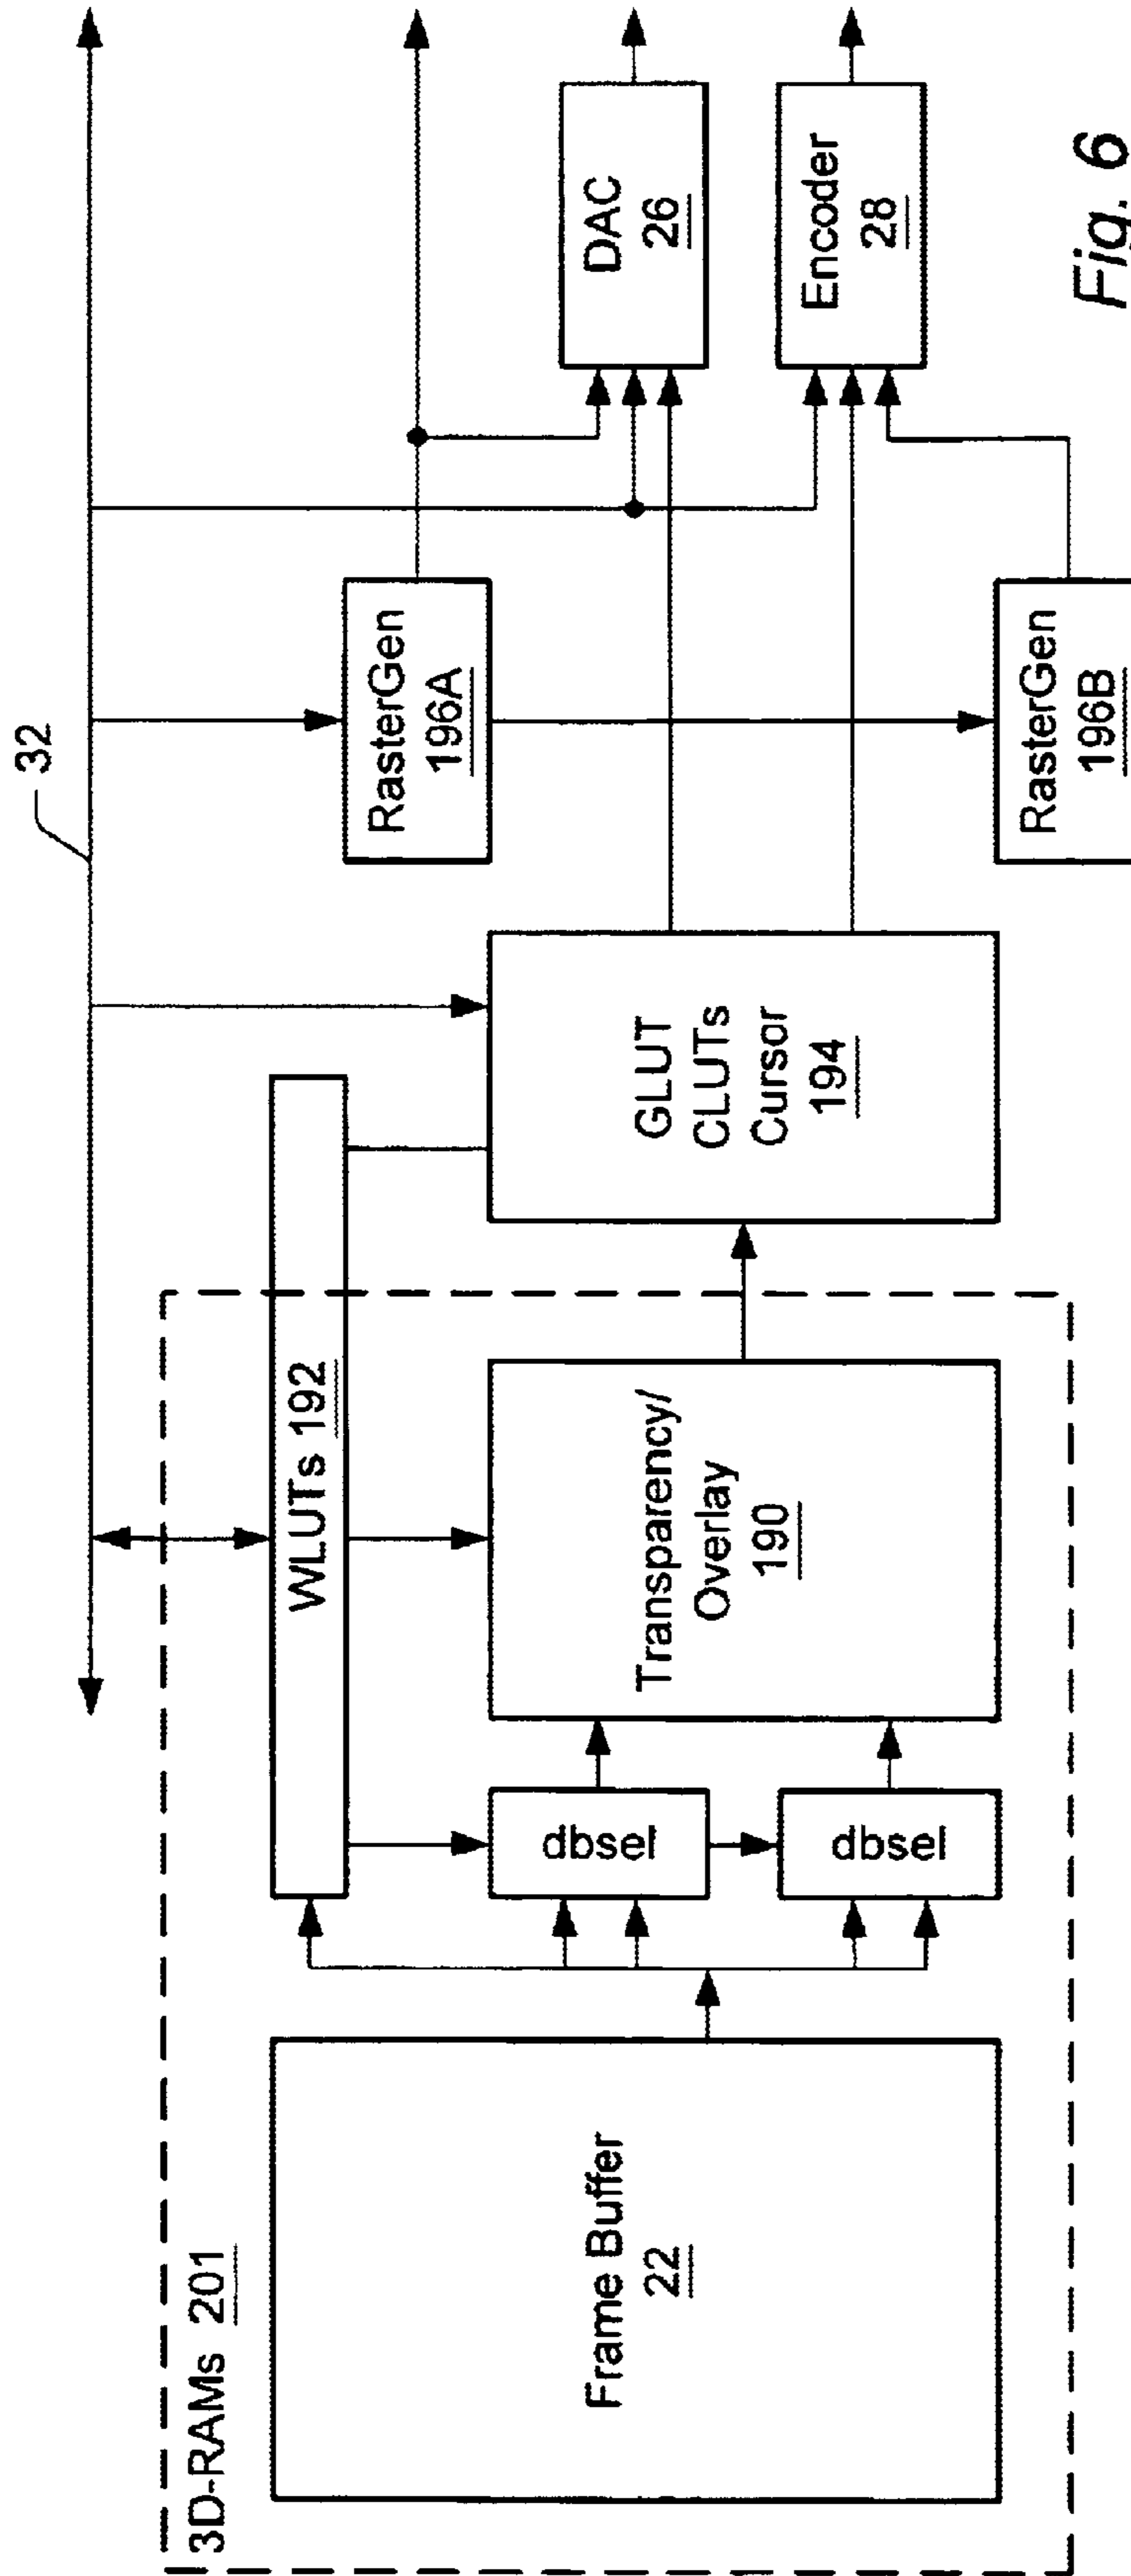 32
3D-RAMs 201
Frame Buffer
22
dbsel
dbsel
WLUTs 192
Transparency/
Overlay
190
GLUT
CLUTs
Cursor
194
RasterGen
196A
RasterGen
196B
DAC
26
Encoder
28
Fig. 6